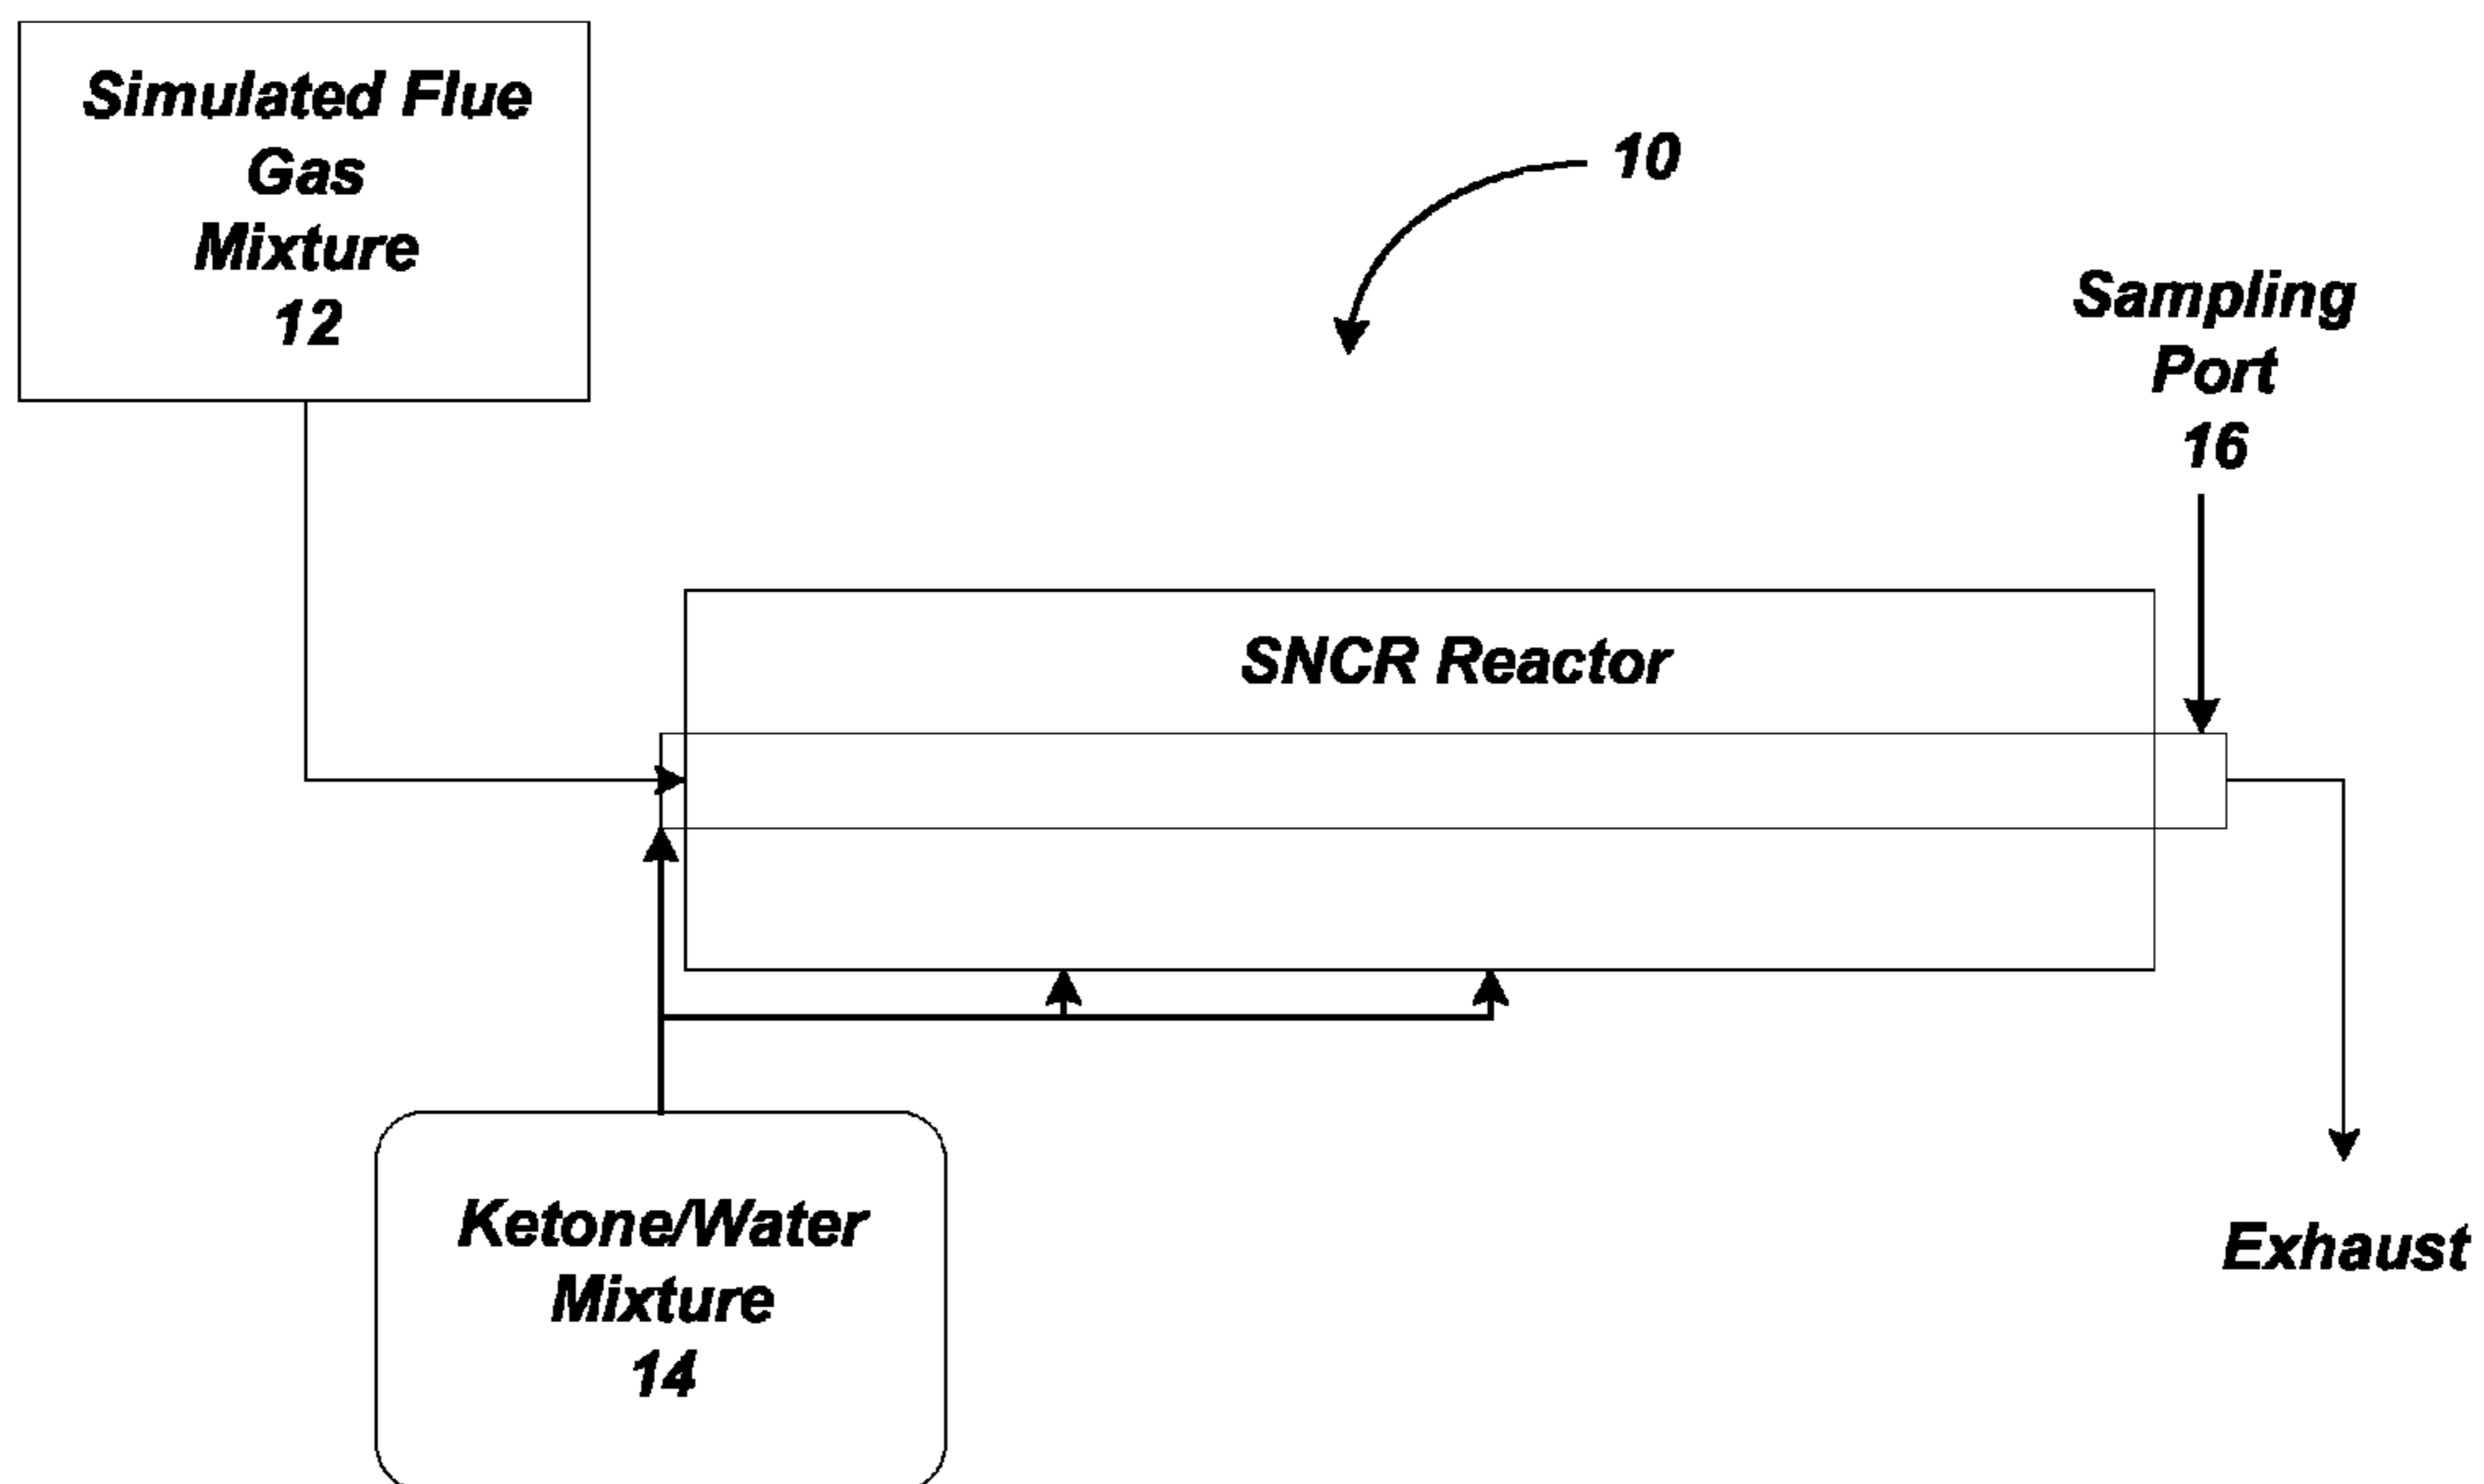 Simulated Flue
Gas
Mixture
12
10
Sampling
Port
16
SNCR Reactor
Ketone/Water
Mixture
14
Exhaust